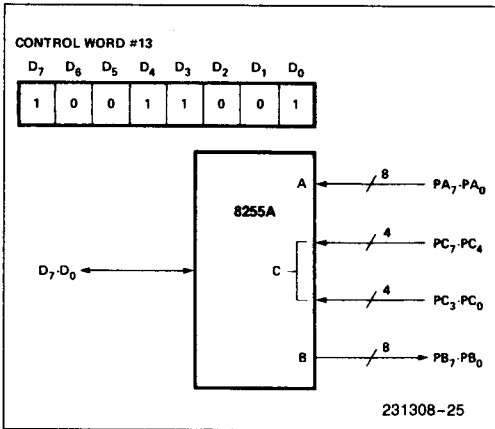 CONTROL WORD #13
D7 D6 D5 D4 D3 D2 D1 D0
1 0 0 1 1 0 0 1
A 8 PA7-PA0
8255A
4 PC7-PC4
D7-D0 C
4 PC3-PC0
B 8 PB7-PB0
231308-25